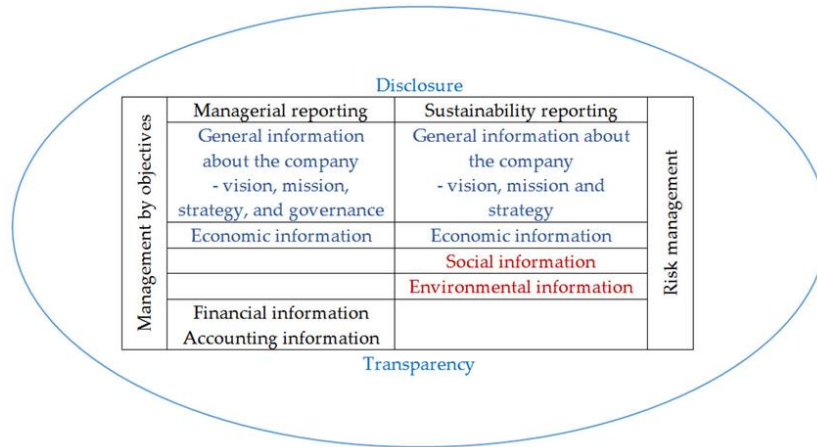 Disclosure
Management by objectives
Managerial reporting
Sustainability reporting
General information
about the company
- vision, mission,
strategy, and governance
General information about
the company
- vision, mission and
strategy
Economic information
Economic information
Social information
Environmental information
Financial information
Accounting information
Risk management
Transparency